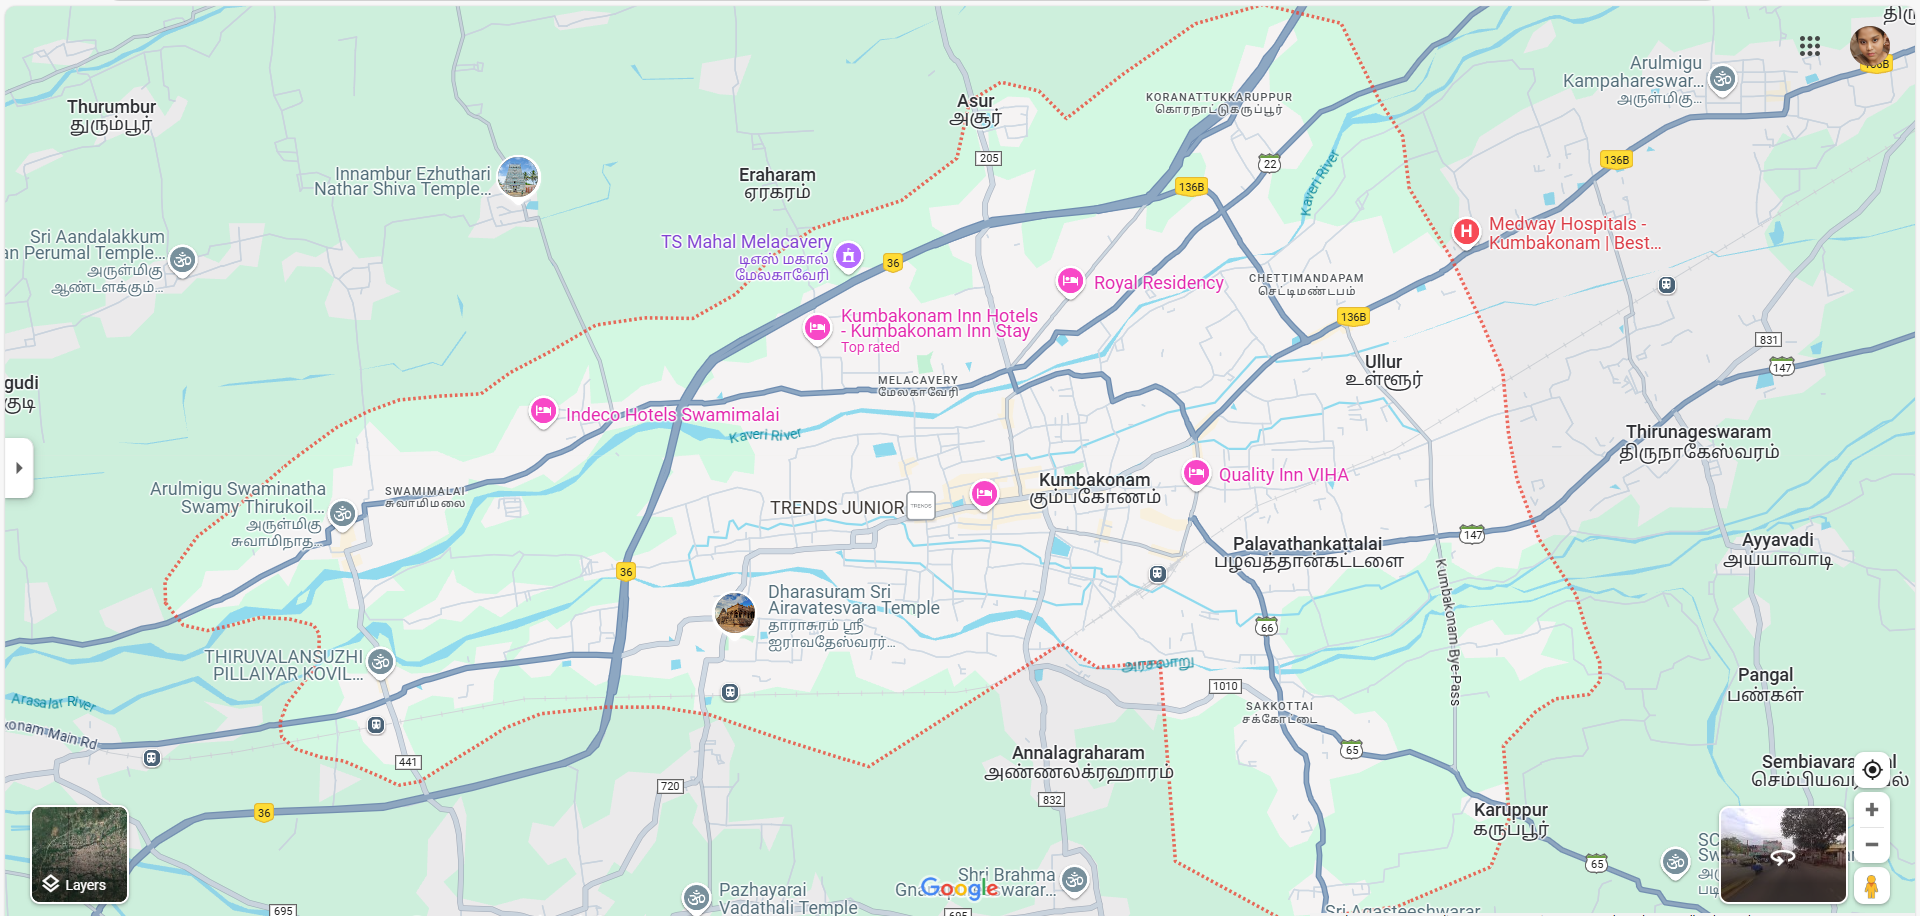 Thurumbur
துரும்பூர்
Asur
அசூர்
205
KORANATTUKKARUPPUR
கொரநாட்டுகருப்பூர்
22
Arulmigu
Kampahareswar...
அருள்மிகு...
136B
136B
136B
Kaveri River
Innambur Ezhuthari
Nathar Shiva Temple...
Eraharam
ஏரகரம்
Sri Aandalakkum
an Perumal Temple...
அருள்மிகு
ஆண்டளக்கும்...
TS Mahal Melacavery
டிஎஸ் மகால்
மேலகாவேரி
36
Medway Hospitals -
Kumbakonam | Best...
Royal Residency
CHETTIMANDAPAM
செட்டிமண்டபம்
136B
Kumbakonam Inn Hotels
- Kumbakonam Inn Stay
Top rated
831
147
Ullur
உள்ளூர்
gudi
குடி
MELACAVERY
மேலகாவேரி
Indeco Hotels Swamimalai
Kaveri River
Thirunageswaram
திருநாகேஸ்வரம்
Arulmigu Swaminatha
Swamy Thirukoil...
அருள்மிகு
சுவாமிநாத...
SWAMIMALAI
சுவாமிமலை
TRENDS JUNIOR
TRENDS
Kumbakonam
கும்பகோணம்
Quality Inn VIHA
147
Palavathankattalai
பழவத்தான்கட்டளை
Ayyavadi
அய்யாவாடி
36
Dharasuram Sri
Airavatesvara Temple
தாராசுரம் ஸ்ரீ
ஐராவதேஸ்வரர்...
66
Kumbakonam Bye-Pass
THIRUVALANSUZHI
PILLAIYAR KOVIL...
அரசலாறு
Arasalar River
konam Main Rd
1010
SAKKOTTAI
சக்கோட்டை
Pangal
பண்கள்
441
65
Annalagraharam
அண்ணலக்ரஹாரம்
720
832
36
Karuppur
கருப்பூர்
65
Layers
Shri Brahma
Pazhayarai
Vadathali Temple
Google
695
695
Sri Agasteeshwarar